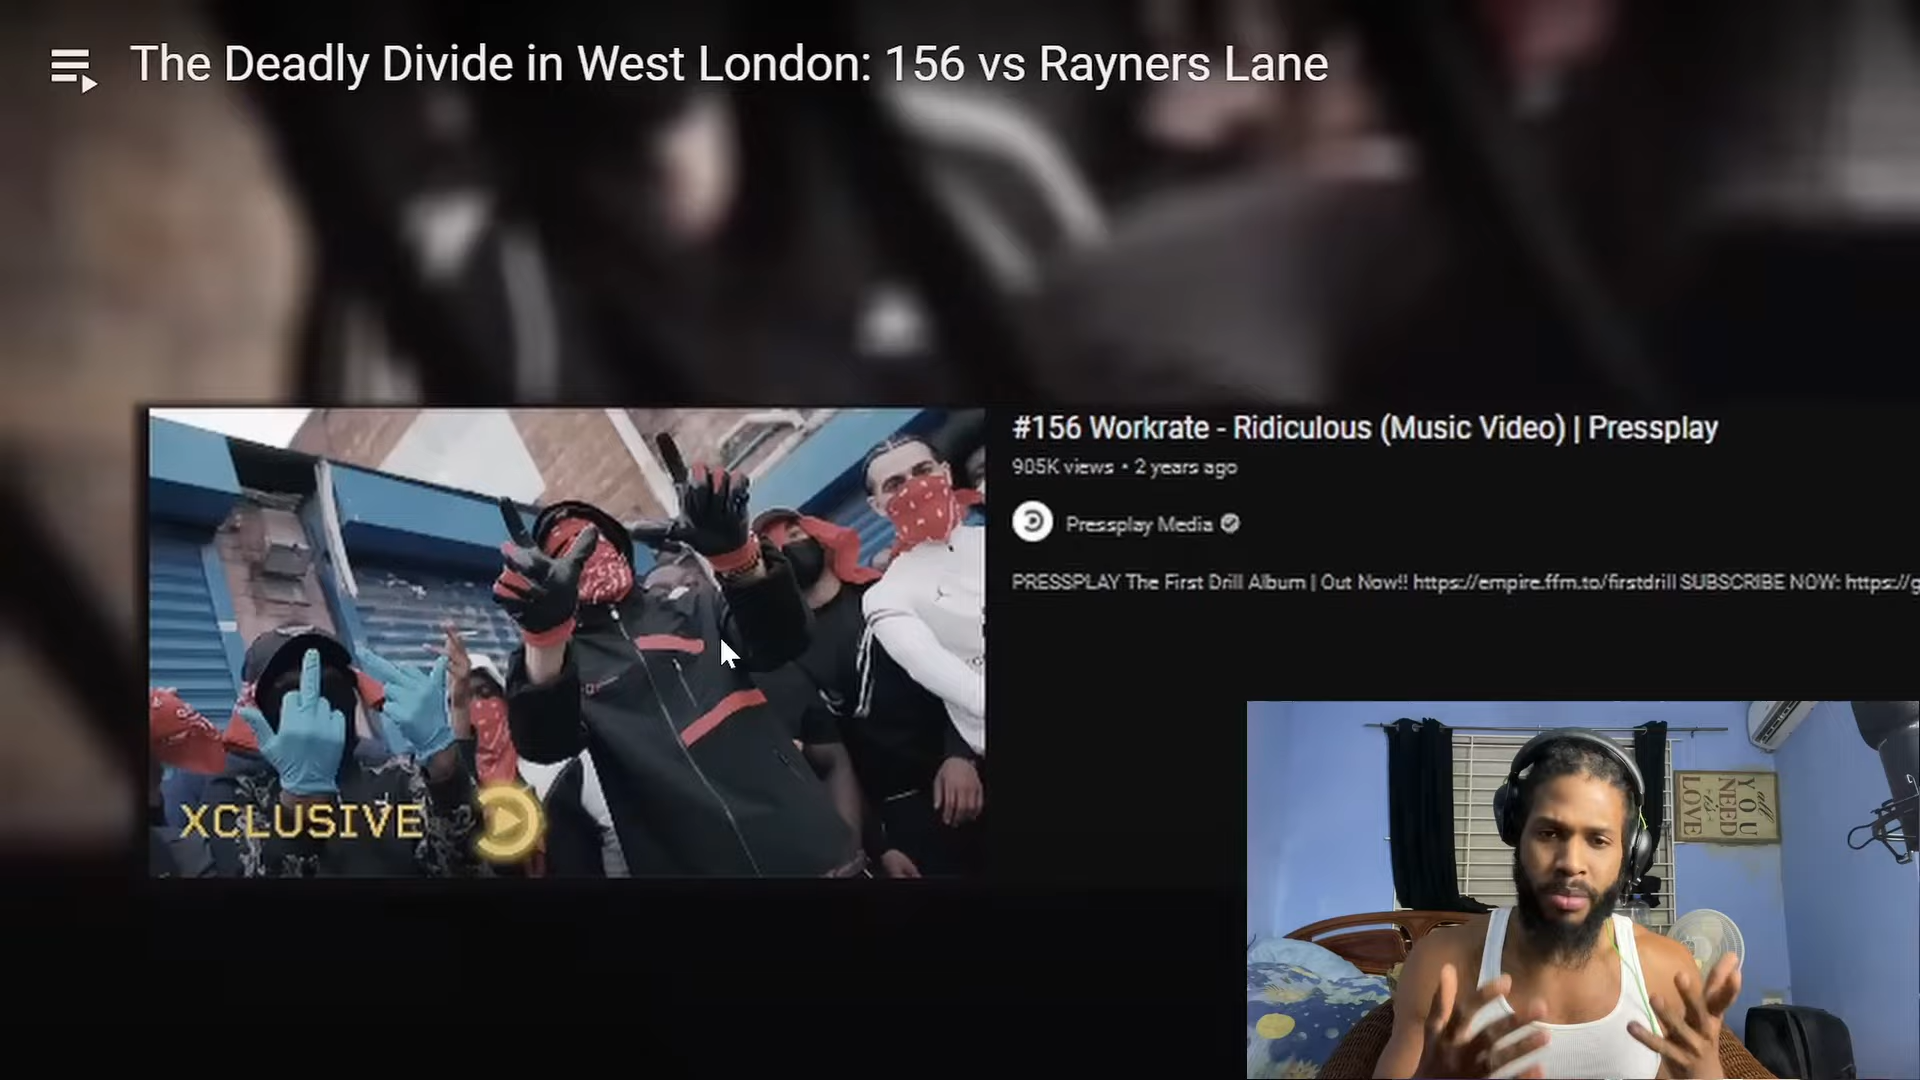 The Deadly Divide in West London: 156 vs Rayners Lane
#156 Workrate - Ridiculous (Music Video) | Pressplay
905K views • 2 years ago
Pressplay Media
PRESSPLAY The First Drill Album | Out Now!! https://empire.ffm.to/firstdrill SUBSCRIBE NOW: https://g
XCLUSIVE
all
YOU
NEED
is
LOVE